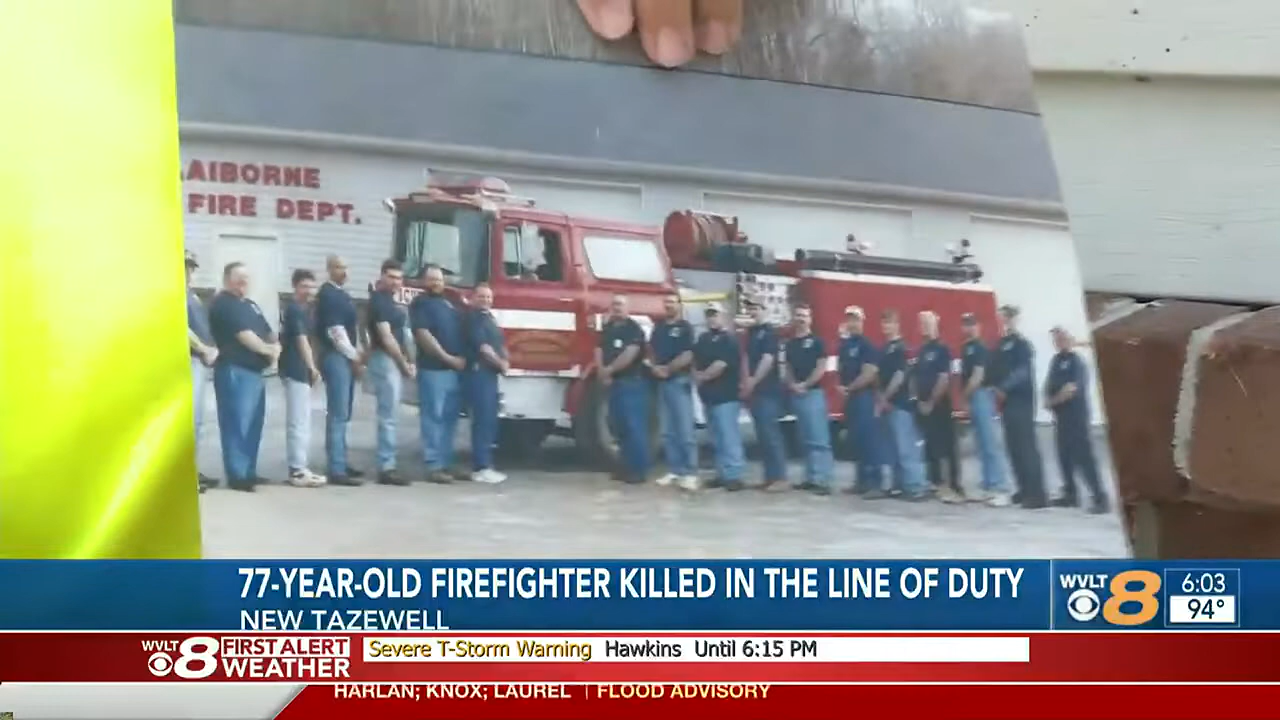 AIBORNE
FIRE DEPT.
77-YEAR-OLD FIREFIGHTER KILLED IN THE LINE OF DUTY
NEW TAZEWELL
WVLT 8
6:03
94°
WVLT 8 FIRST ALERT WEATHER
Severe T-Storm Warning Hawkins Until 6:15 PM
HARLAN; KNOX; LAUREL | FLOOD ADVISORY